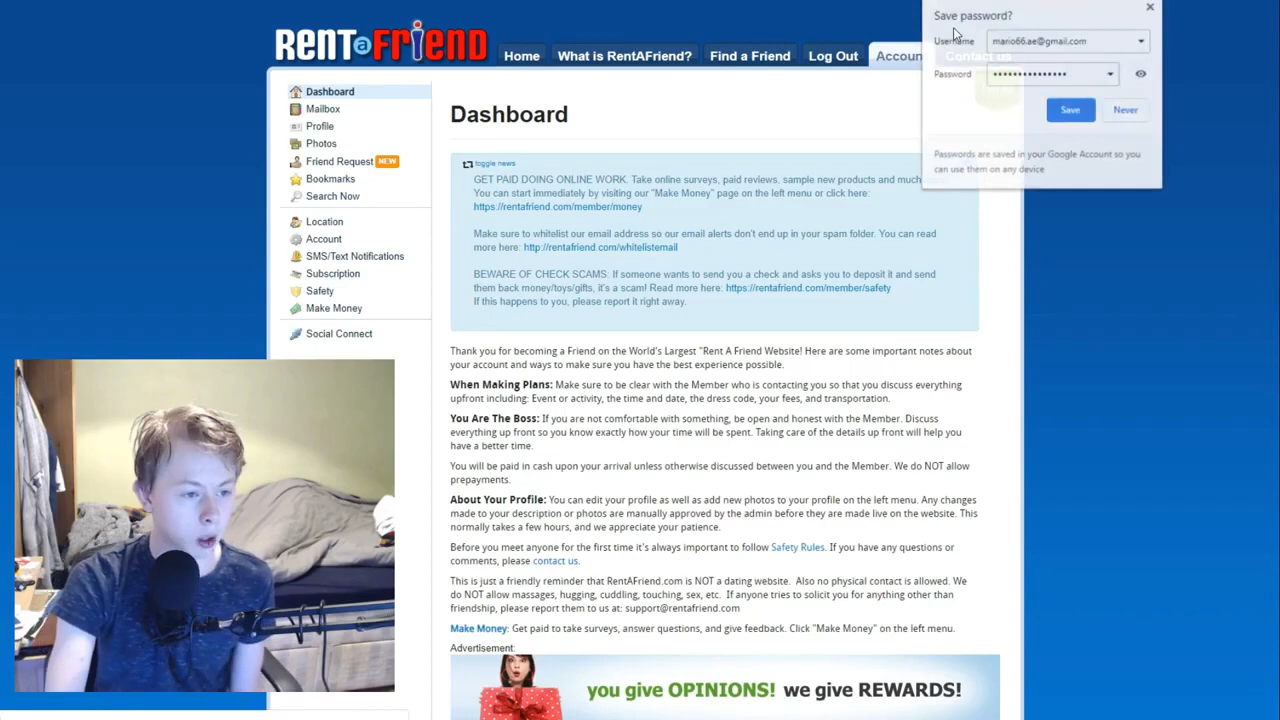 RENT a FRiEND
Home
What is RentAFriend?
Find a Friend
Log Out
Accoun
Contact us
Save password?
Username
mario66.ae@gmail.com
Password
•••••••••••••••
Save
Never
Passwords are saved in your Google Account so you
can use them on any device
Dashboard
Mailbox
Profile
Photos
Friend Request NEW
Bookmarks
Search Now
Location
Account
SMS/Text Notifications
Subscription
Safety
Make Money
Social Connect
Dashboard
toggle news
GET PAID DOING ONLINE WORK. Take online surveys, paid reviews, sample new products and much
You can start immediately by visiting our "Make Money" page on the left menu or click here:
https://rentafriend.com/member/money
Make sure to whitelist our email address so our email alerts don't end up in your spam folder. You can read
more here: http://rentafriend.com/whitelistemail
BEWARE OF CHECK SCAMS: If someone wants to send you a check and asks you to deposit it and send
them back money/toys/gifts, it's a scam! Read more here: https://rentafriend.com/member/safety
If this happens to you, please report it right away.
Thank you for becoming a Friend on the World's Largest "Rent A Friend Website! Here are some important notes about
your account and ways to make sure you have the best experience possible.
When Making Plans: Make sure to be clear with the Member who is contacting you so that you discuss everything
upfront including: Event or activity, the time and date, the dress code, your fees, and transportation.
You Are The Boss: If you are not comfortable with something, be open and honest with the Member. Discuss
everything up front so you know exactly how your time will be spent. Taking care of the details up front will help you
have a better time.
You will be paid in cash upon your arrival unless otherwise discussed between you and the Member. We do NOT allow
prepayments.
About Your Profile: You can edit your profile as well as add new photos to your profile on the left menu. Any changes
made to your description or photos are manually approved by the admin before they are made live on the website. This
normally takes a few hours, and we appreciate your patience.
Before you meet anyone for the first time it's always important to follow Safety Rules. If you have any questions or
comments, please contact us.
This is just a friendly reminder that RentAFriend.com is NOT a dating website. Also no physical contact is allowed. We
do NOT allow massages, hugging, cuddling, touching, sex, etc. If anyone tries to solicit you for anything other than
friendship, please report them to us at: support@rentafriend.com
Make Money: Get paid to take surveys, answer questions, and give feedback. Click "Make Money" on the left menu.
Advertisement:
you give OPINIONS! we give REWARDS!